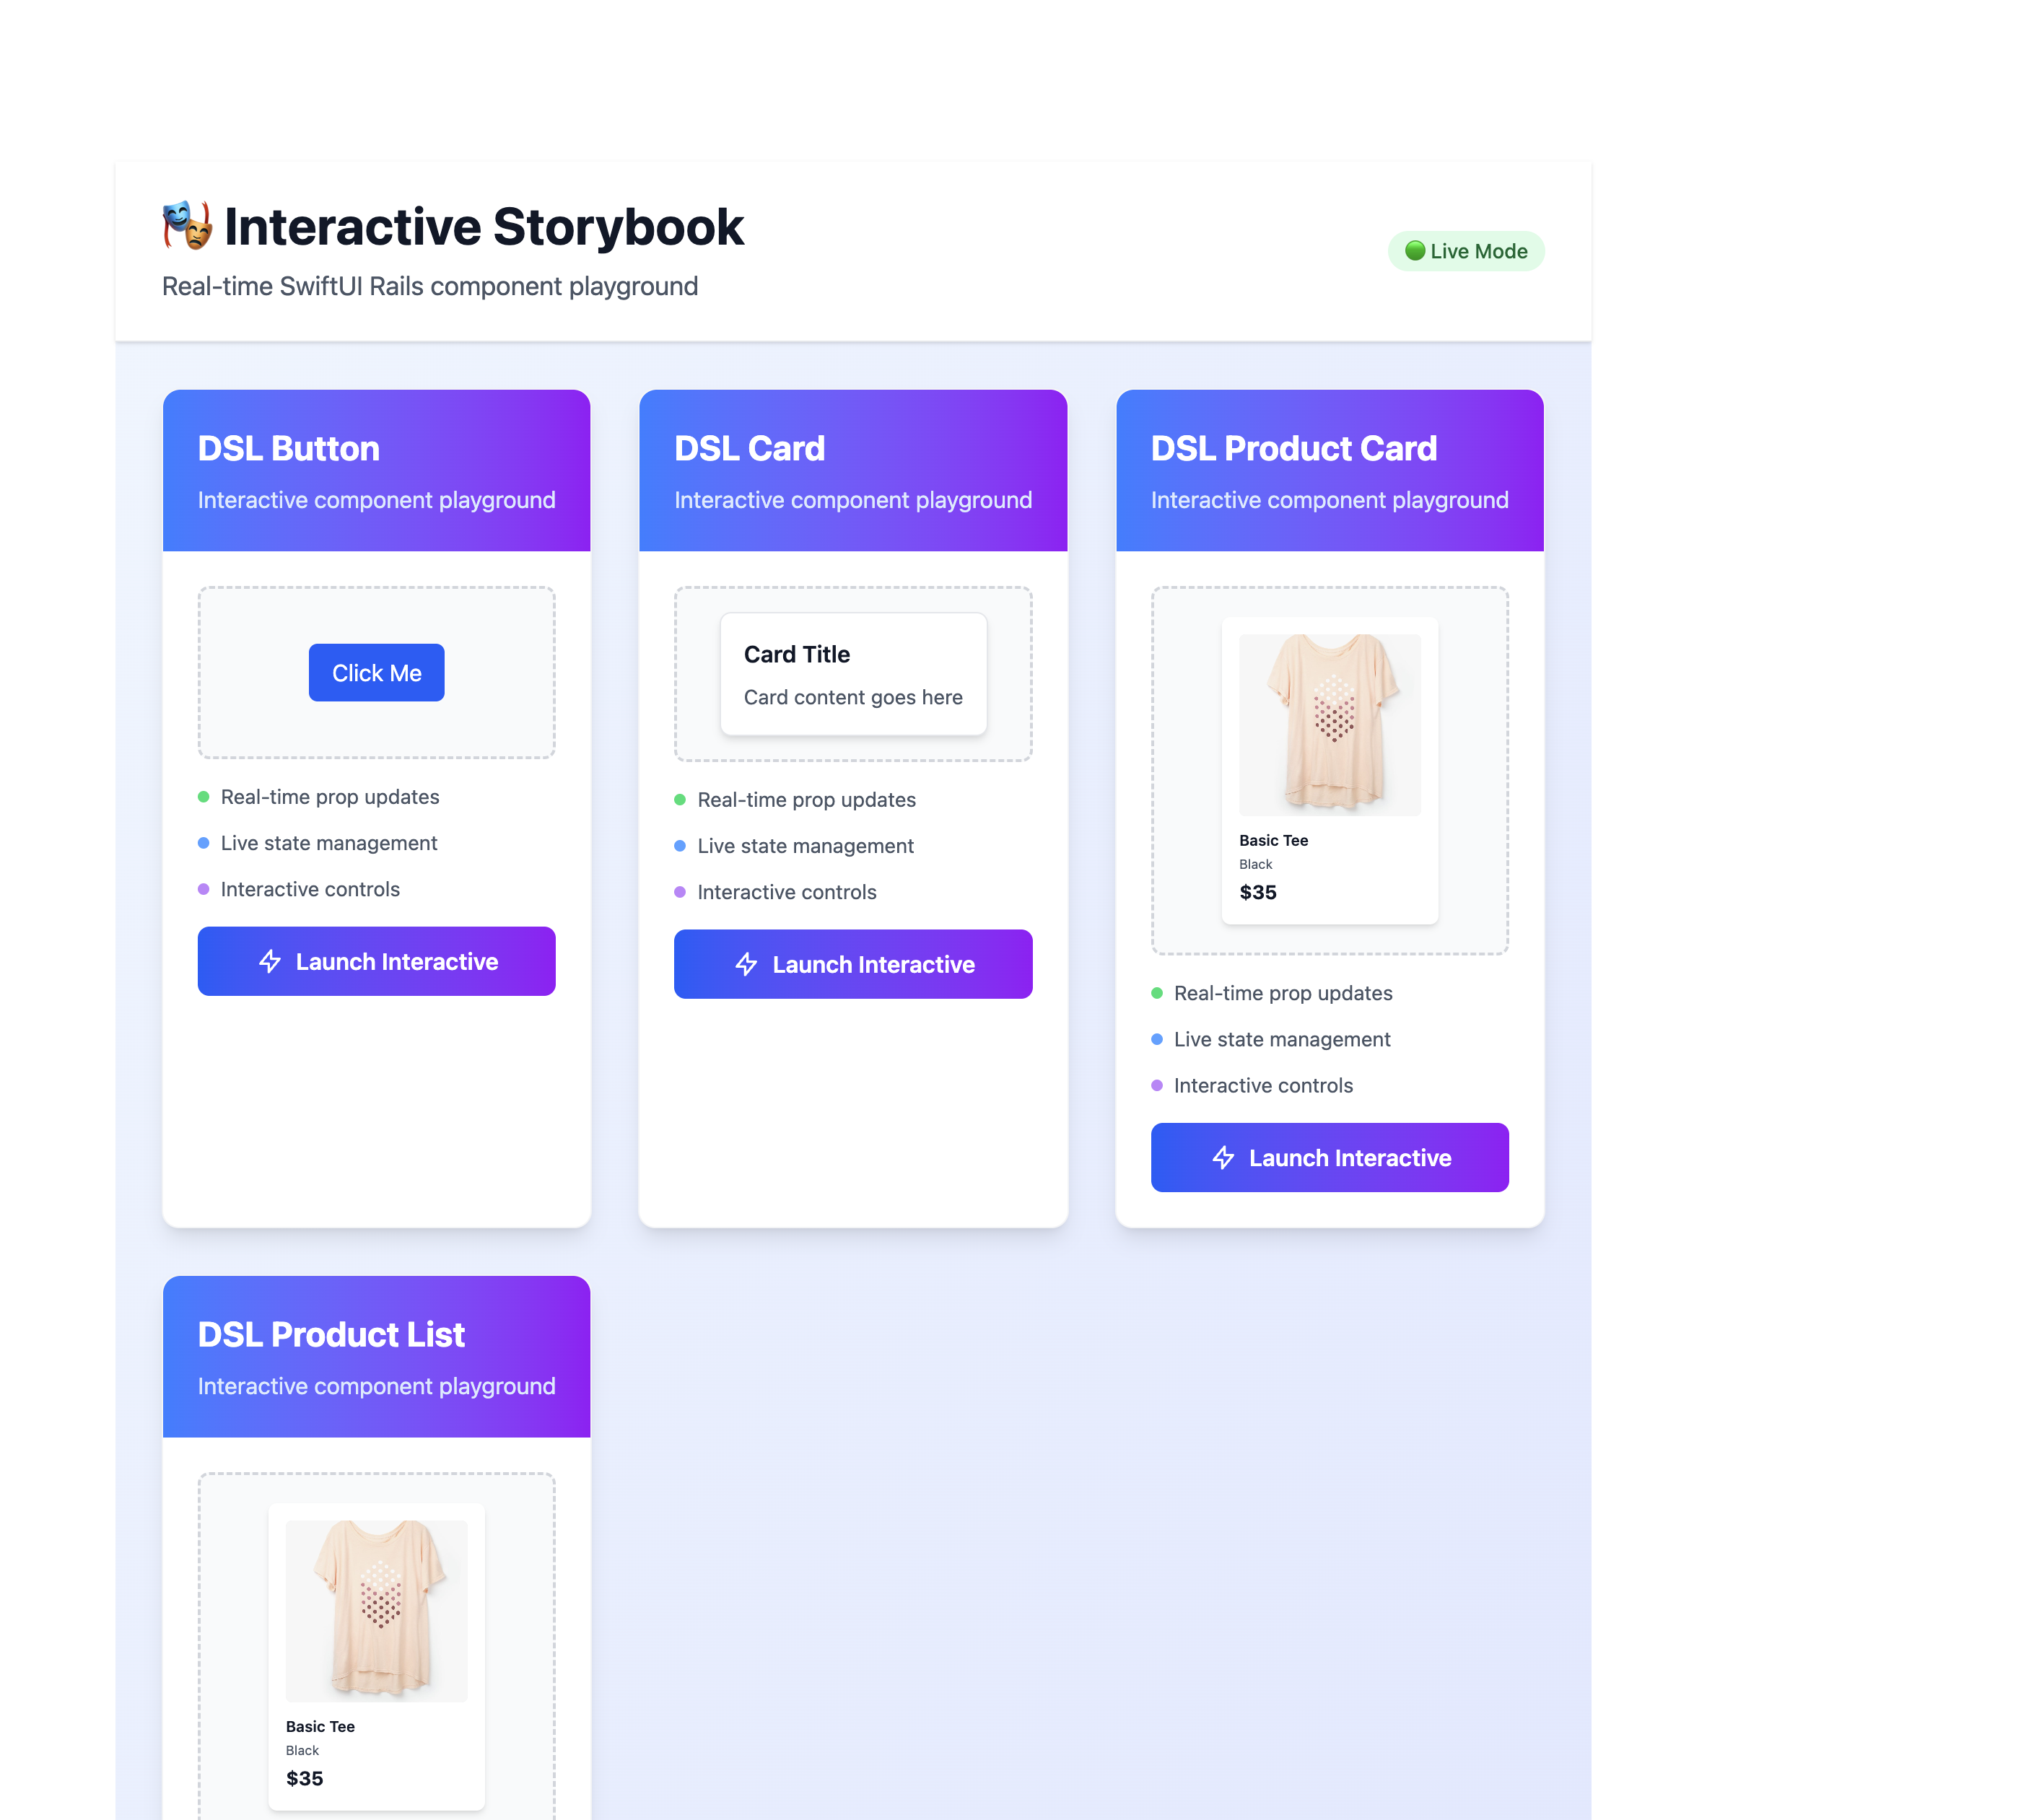 Interactive Storybook
Real-time SwiftUI Rails component playground
Live Mode
DSL Button
Interactive component playground
Click Me
Real-time prop updates
Live state management
Interactive controls
Launch Interactive
DSL Card
Interactive component playground
Card Title
Card content goes here
Real-time prop updates
Live state management
Interactive controls
Launch Interactive
DSL Product Card
Interactive component playground
Basic Tee
Black
$35
Real-time prop updates
Live state management
Interactive controls
Launch Interactive
DSL Product List
Interactive component playground
Basic Tee
Black
$35